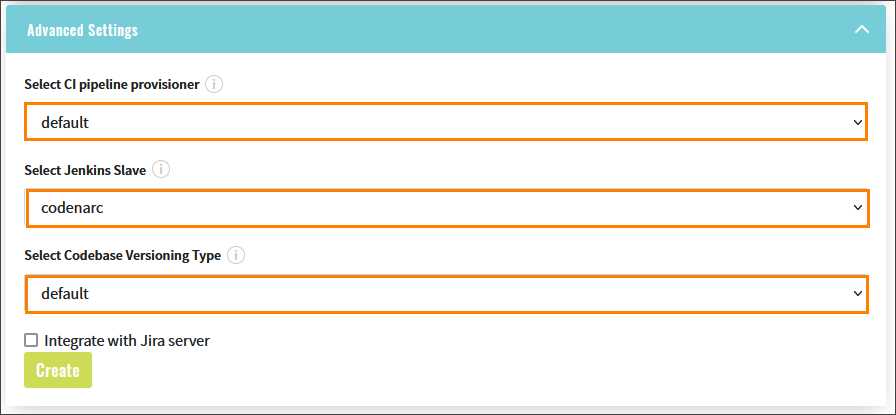 Advanced Settings
Select CI pipeline provisioner
default
Select Jenkins Slave
codenarc
Select Codebase Versioning Type
default
Integrate with Jira server
Create